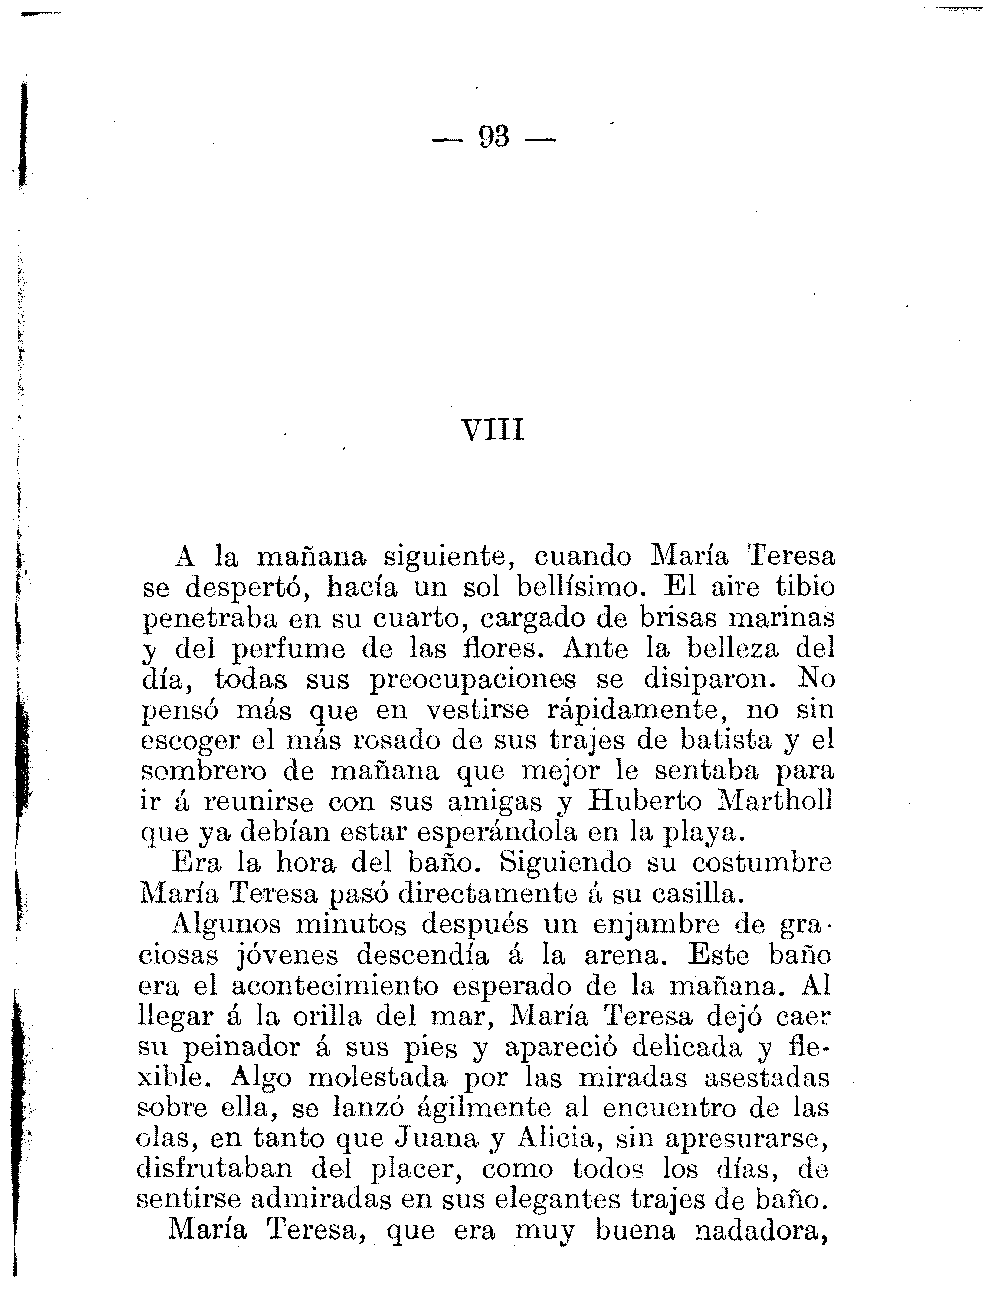 — 93 —
VIII
A la mañana siguiente, cuando María Teresa
se despertó, hacía un sol bellísimo. El aire tibio
penetraba en su cuarto, cargado de brisas marinas
y del perfume de las flores. Ante la belleza del
día, todas sus preocupaciones se disiparon. No
pensó más que en vestirse rápidamente, no sin
escoger el más rosado de sus trajes de batista y el
sombrero de mañana que mejor le sentaba para
ir á reunirse con sus amigas y Huberto Martholl
que ya debían estar esperándola en la playa.
Era la hora del baño. Siguiendo su costumbre
María Teresa pasó directamente á su casilla.
Algunos minutos después un enjambre de gra-
ciosas jóvenes descendía á la arena. Este baño
era el acontecimiento esperado de la mañana. Al
llegar á la orilla del mar, María Teresa dejó caer
su peinador á sus pies y apareció delicada y fle-
xible. Algo molestada por las miradas asestadas
sobre ella, se lanzó ágilmente al encuentro de las
olas, en tanto que Juana y Alicia, sin apresurarse,
disfrutaban del placer, como todos los días, de
sentirse admiradas en sus elegantes trajes de baño.
María Teresa, que era muy buena nadadora,